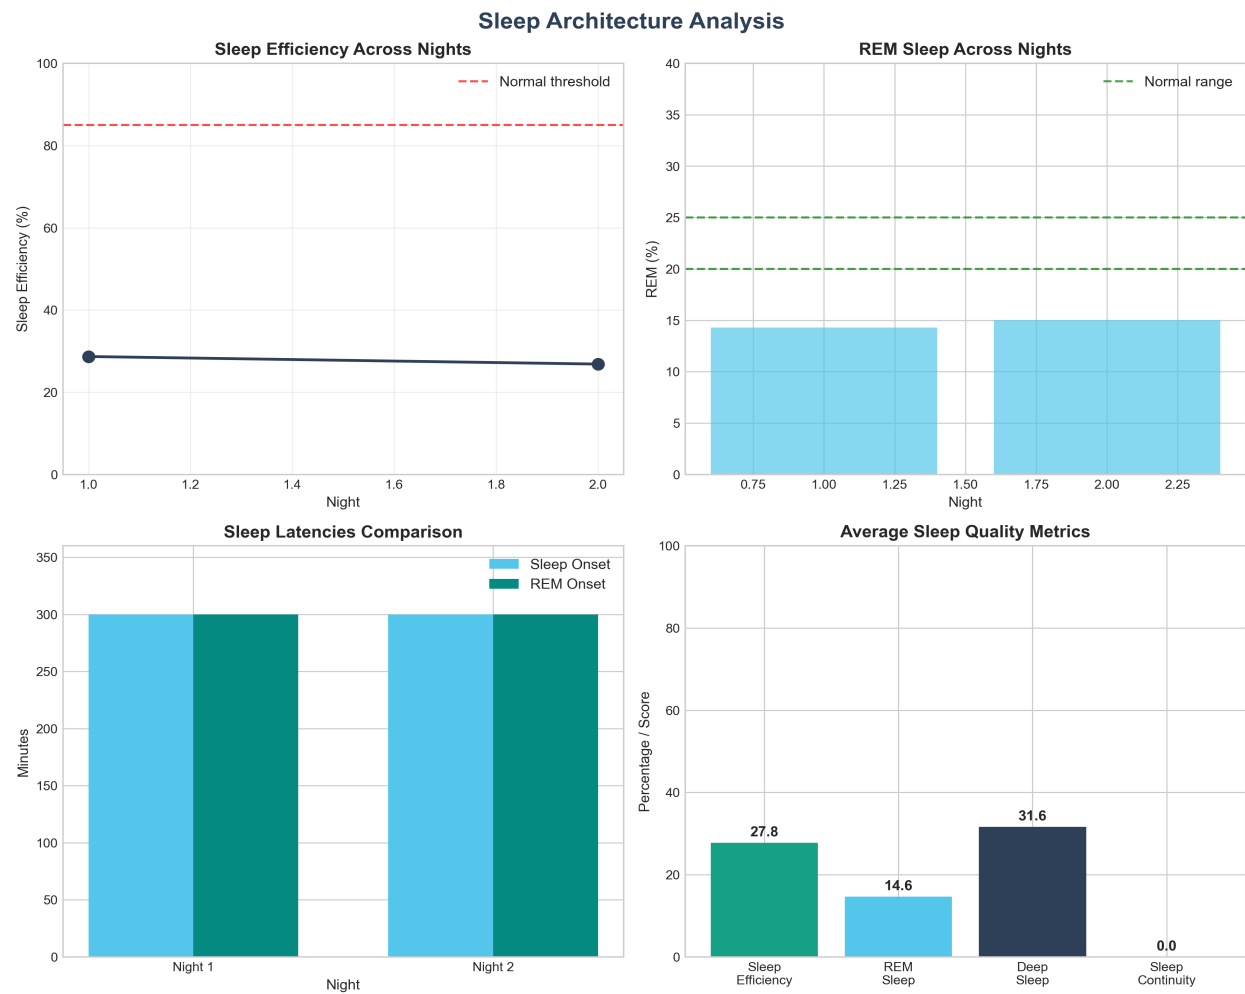 Sleep Architecture Analysis
Sleep Efficiency Across Nights
Normal threshold
Sleep Efficiency (%)
100
80
60
40
20
0
1.0 1.2 1.4 1.6 1.8 2.0
Night
REM Sleep Across Nights
Normal range
REM (%)
40
35
30
25
20
15
10
5
0
0.75 1.00 1.25 1.50 1.75 2.00 2.25
Night
Sleep Latencies Comparison
Sleep Onset
REM Onset
Minutes
350
300
250
200
150
100
50
0
Night 1 Night 2
Night
Average Sleep Quality Metrics
Percentage / Score
100
80
60
40
20
0
27.8
14.6
31.6
0.0
Sleep
Efficiency
REM
Sleep
Deep
Sleep
Sleep
Continuity